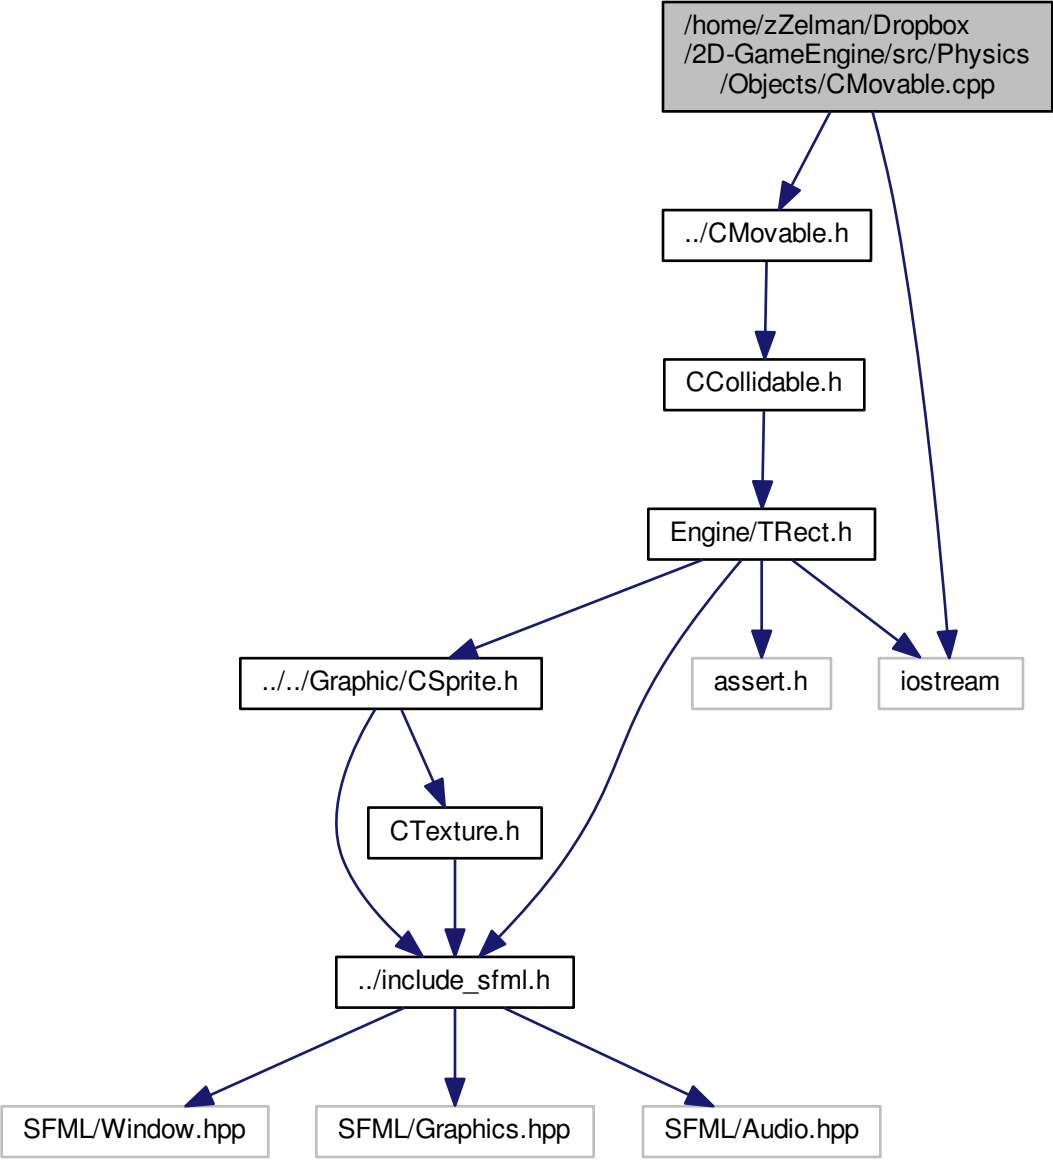 /home/zZelman/Dropbox
/2D-GameEngine/src/Physics
/Objects/CMovable.cpp
../CMovable.h
CCollidable.h
Engine/TRect.h
../../Graphic/CSprite.h
assert.h
iostream
CTexture.h
../include_sfml.h
SFML/Window.hpp
SFML/Graphics.hpp
SFML/Audio.hpp